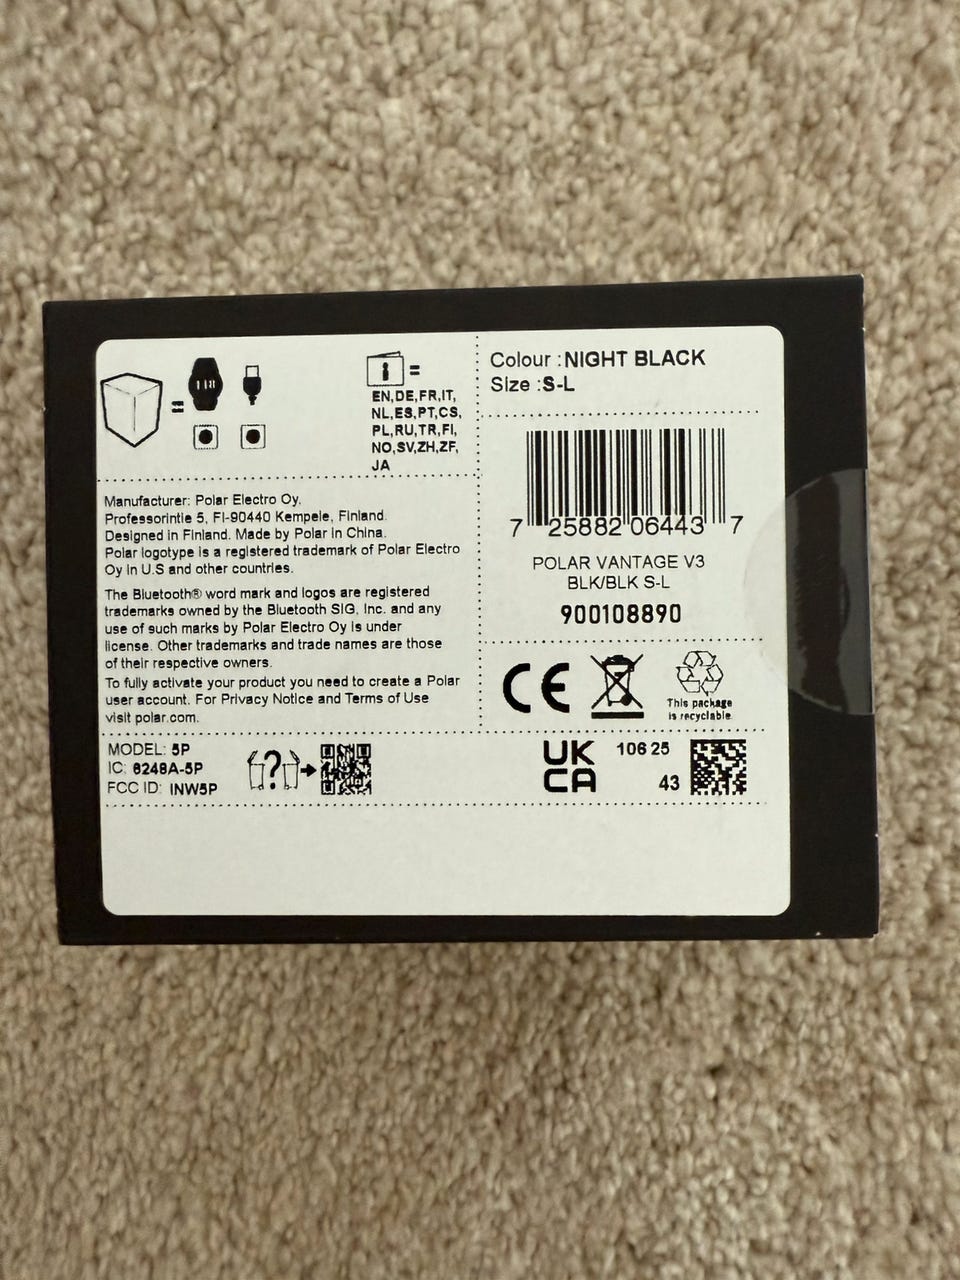 EN,DE,FR,IT,
NL,ES,PT,CS,
PL,RU,TR,FI,
NO,SV,ZH,ZF,
JA
Manufacturer: Polar Electro Oy.
Professorintie 5, FI-90440 Kempele, Finland.
Designed in Finland. Made by Polar in China.
Polar logotype is a registered trademark of Polar Electro
Oy in U.S and other countries.
The Bluetooth® word mark and logos are registered
trademarks owned by the Bluetooth SIG, Inc. and any
use of such marks by Polar Electro Oy is under
license. Other trademarks and trade names are those
of their respective owners.
To fully activate your product you need to create a Polar
user account. For Privacy Notice and Terms of Use
visit polar.com.
Colour :NIGHT BLACK
Size :S-L
7 25882 06443 7
POLAR VANTAGE V3
BLK/BLK S-L
900108890
CE
This package
is recyclable
MODEL: 5P
IC: 6248A-5P
FCC ID: INW5P
?
UK
CA
106 25
43